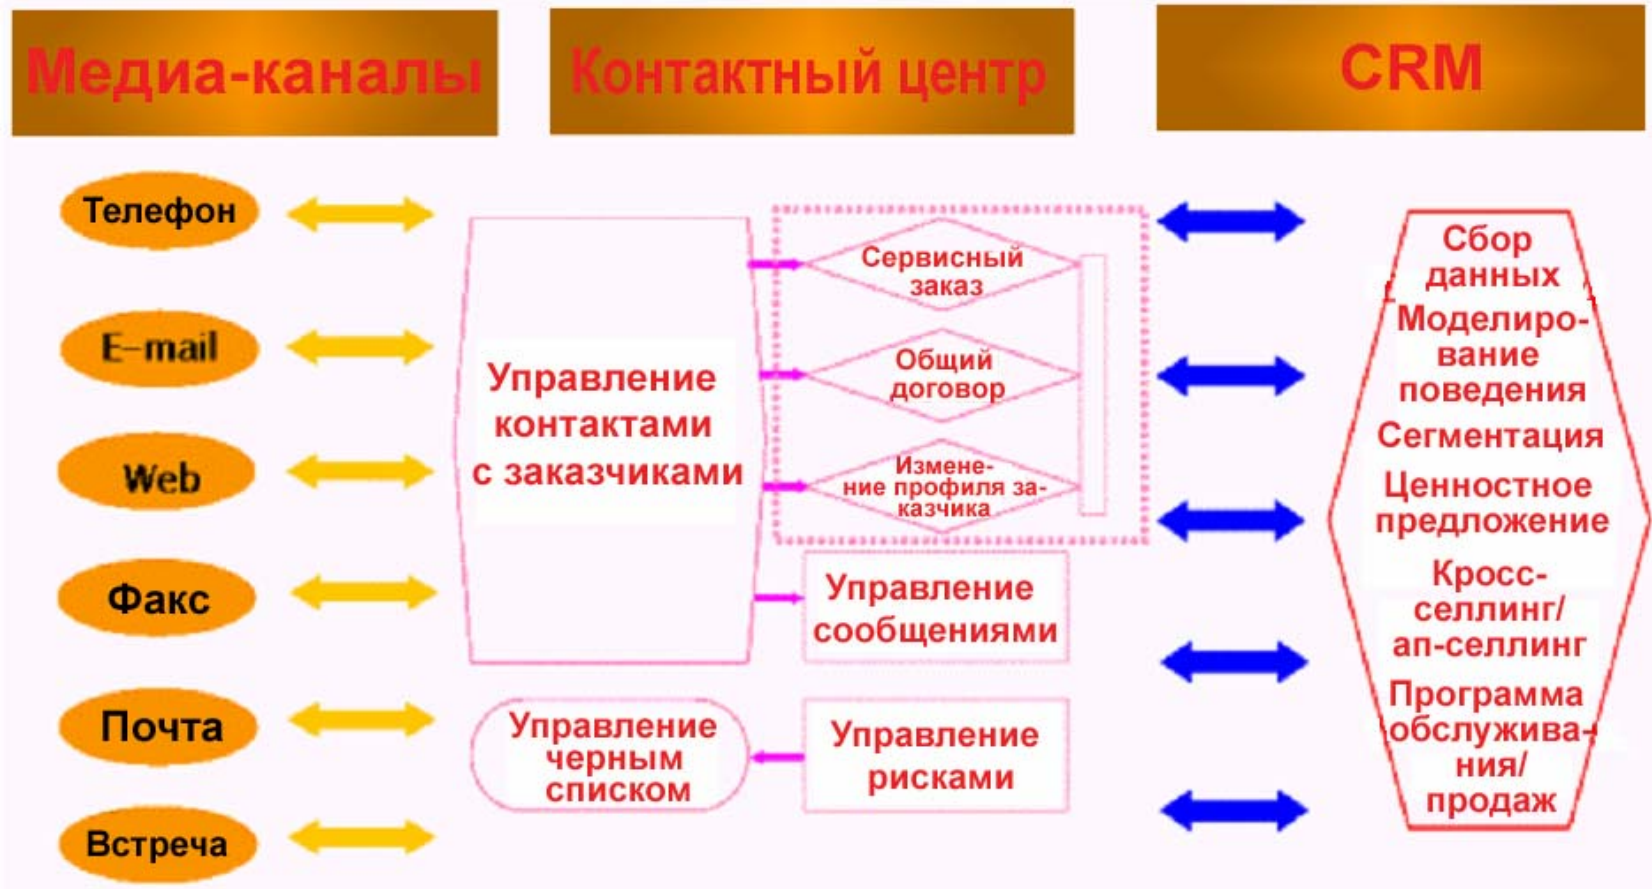 Медиа-каналы
Контактный центр
CRM
Телефон
E-mail
Web
Факс
Почта
Встреча
Управление
контактами
с заказчиками
Управление
черным
списком
Сервисный
заказ
Общий
договор
Измене-
ние профиля за-
казчика
Управление
сообщениями
Управление
рисками
Сбор
данных
Моделиро-
вание
поведения
Сегментация
Ценностное
предложение
Кросс-
селлинг/
ап-селлинг
Программа
обслужива-
ния/
продаж